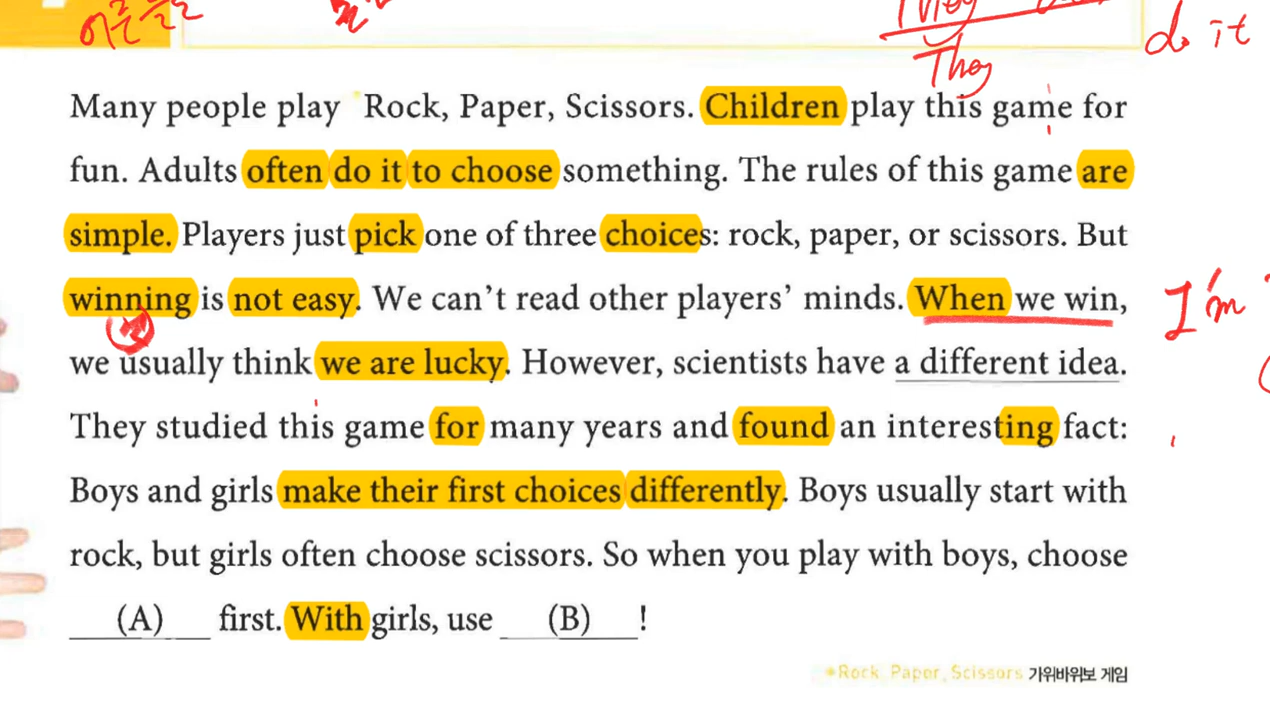 어른들은
They
do it
They
Many people play Rock, Paper, Scissors. Children play this game for
fun. Adults often do it to choose something. The rules of this game are
simple. Players just pick one of three choices: rock, paper, or scissors. But
winning is not easy. We can't read other players' minds. When we win,
I'm
we usually think we are lucky. However, scientists have a different idea.
They studied this game for many years and found an interesting fact:
Boys and girls make their first choices differently. Boys usually start with
rock, but girls often choose scissors. So when you play with boys, choose
(A) first. With girls, use (B) !
*Rock, Paper, Scissors 가위바위보 게임